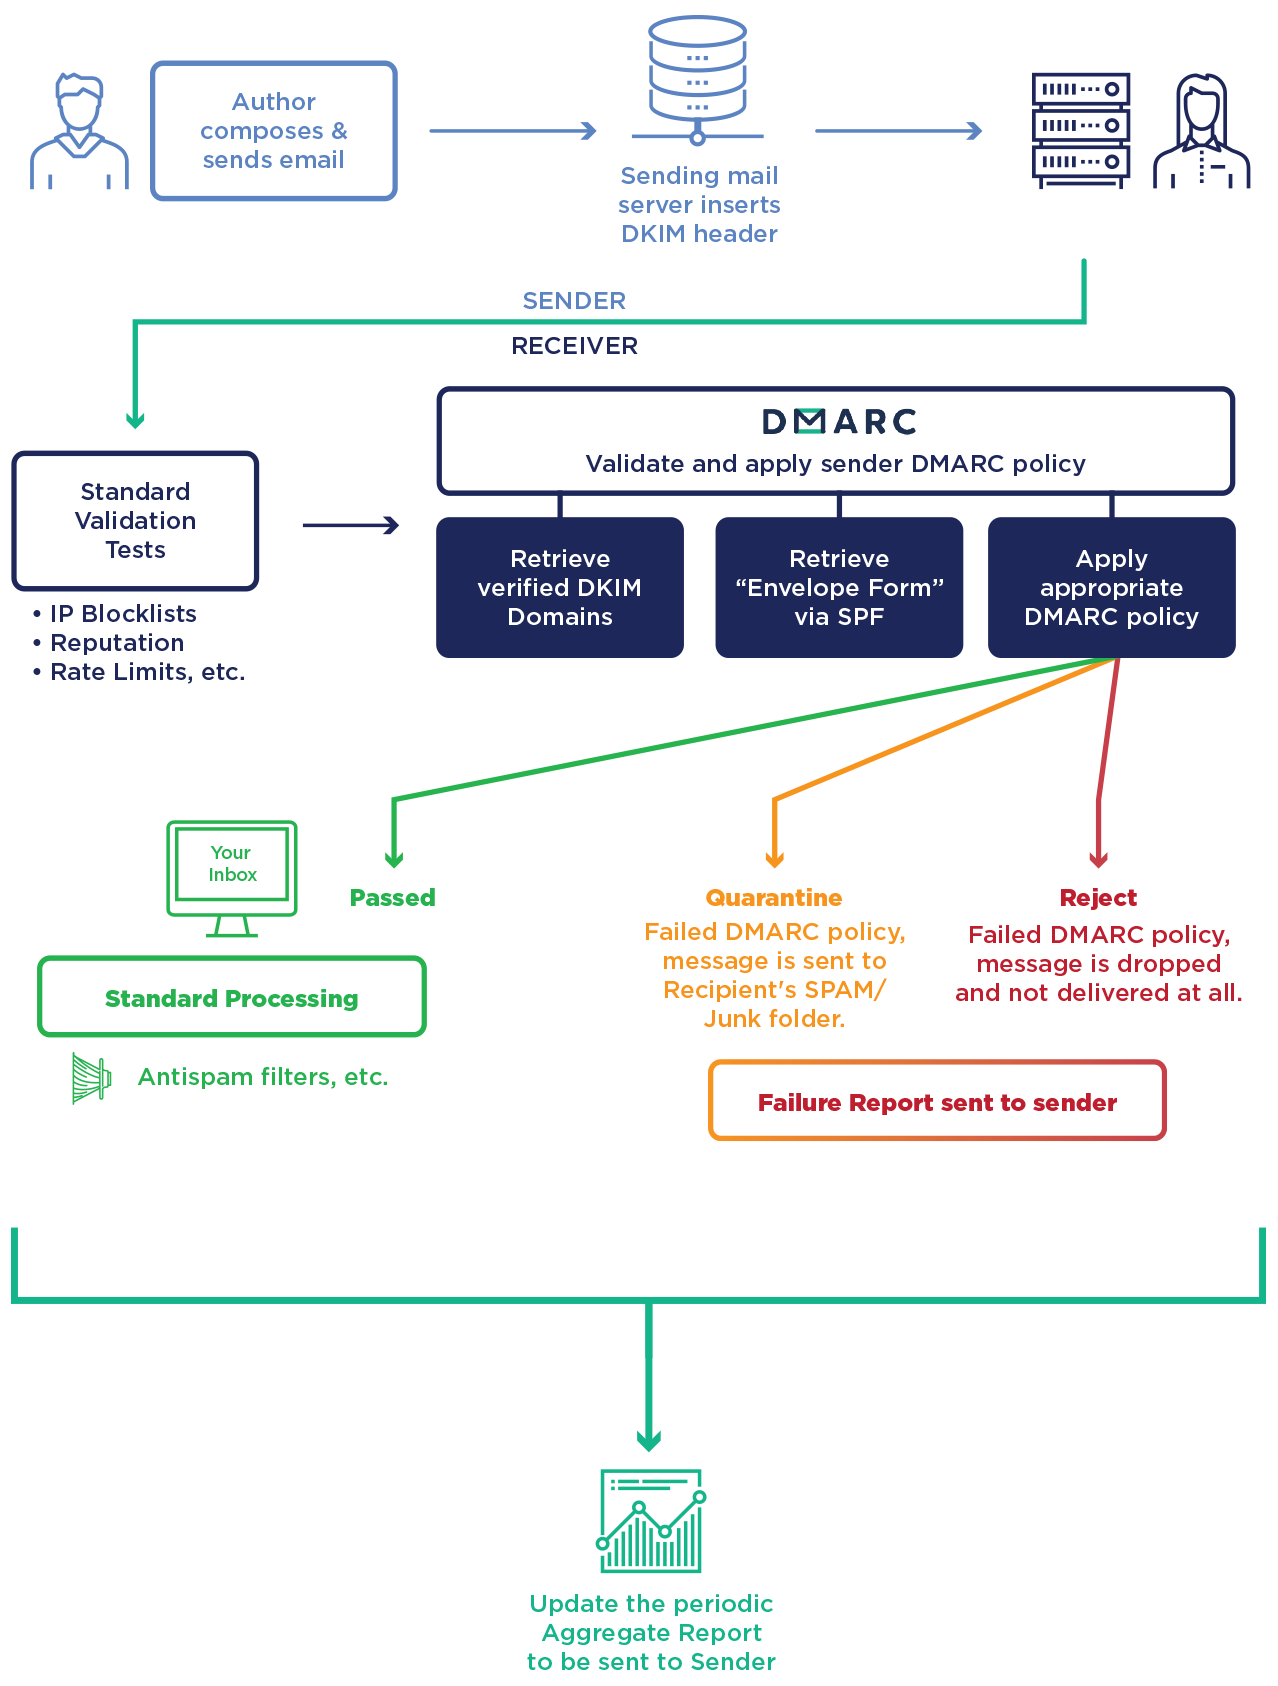 Author
composes &
sends email
Sending mail
server inserts
DKIM header
SENDER
RECEIVER
Standard
Validation
Tests
• IP Blocklists
• Reputation
• Rate Limits, etc.
DMARC
Validate and apply sender DMARC policy
Retrieve
verified DKIM
Domains
Retrieve
“Envelope Form”
via SPF
Apply
appropriate
DMARC policy
Your
Inbox
Passed
Standard Processing
Antispam filters, etc.
Quarantine
Failed DMARC policy,
message is sent to
Recipient's SPAM/
Junk folder.
Reject
Failed DMARC policy,
message is dropped
and not delivered at all.
Failure Report sent to sender
Update the periodic
Aggregate Report
to be sent to Sender